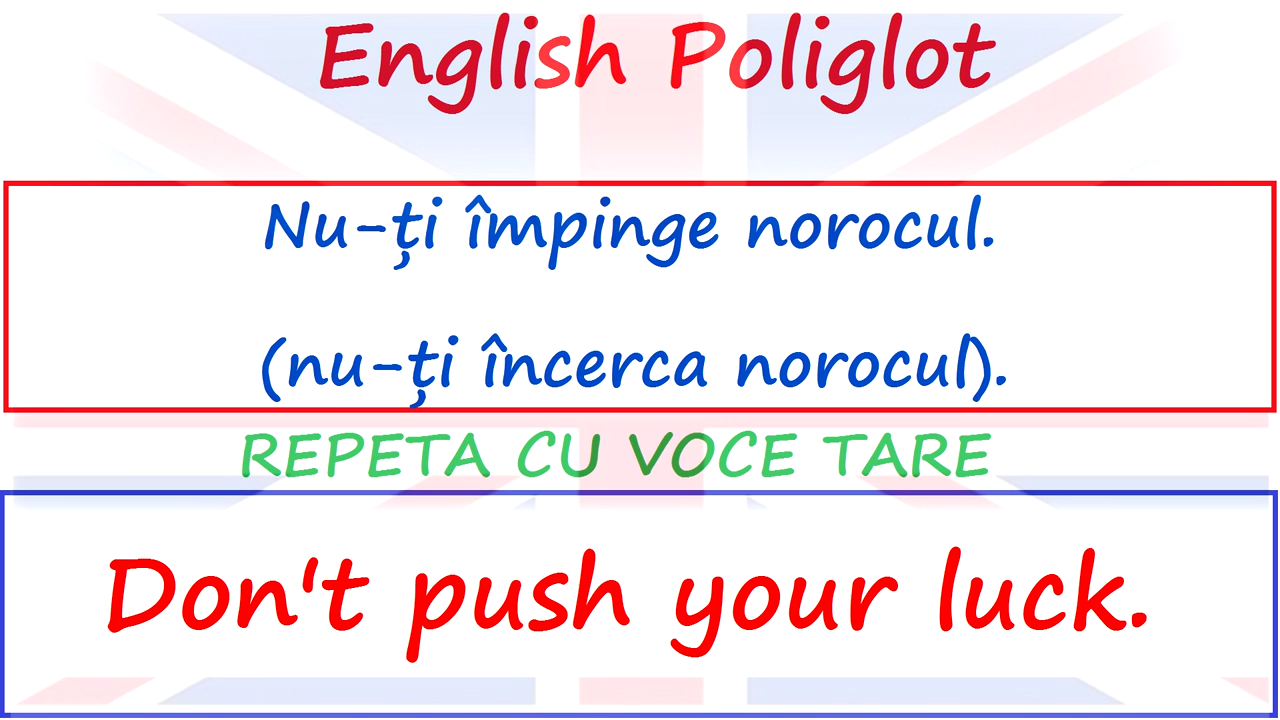 English Poliglot
Nu-ți împinge norocul.
(nu-ți încerca norocul).
REPETA CU VOCE TARE
Don't push your luck.